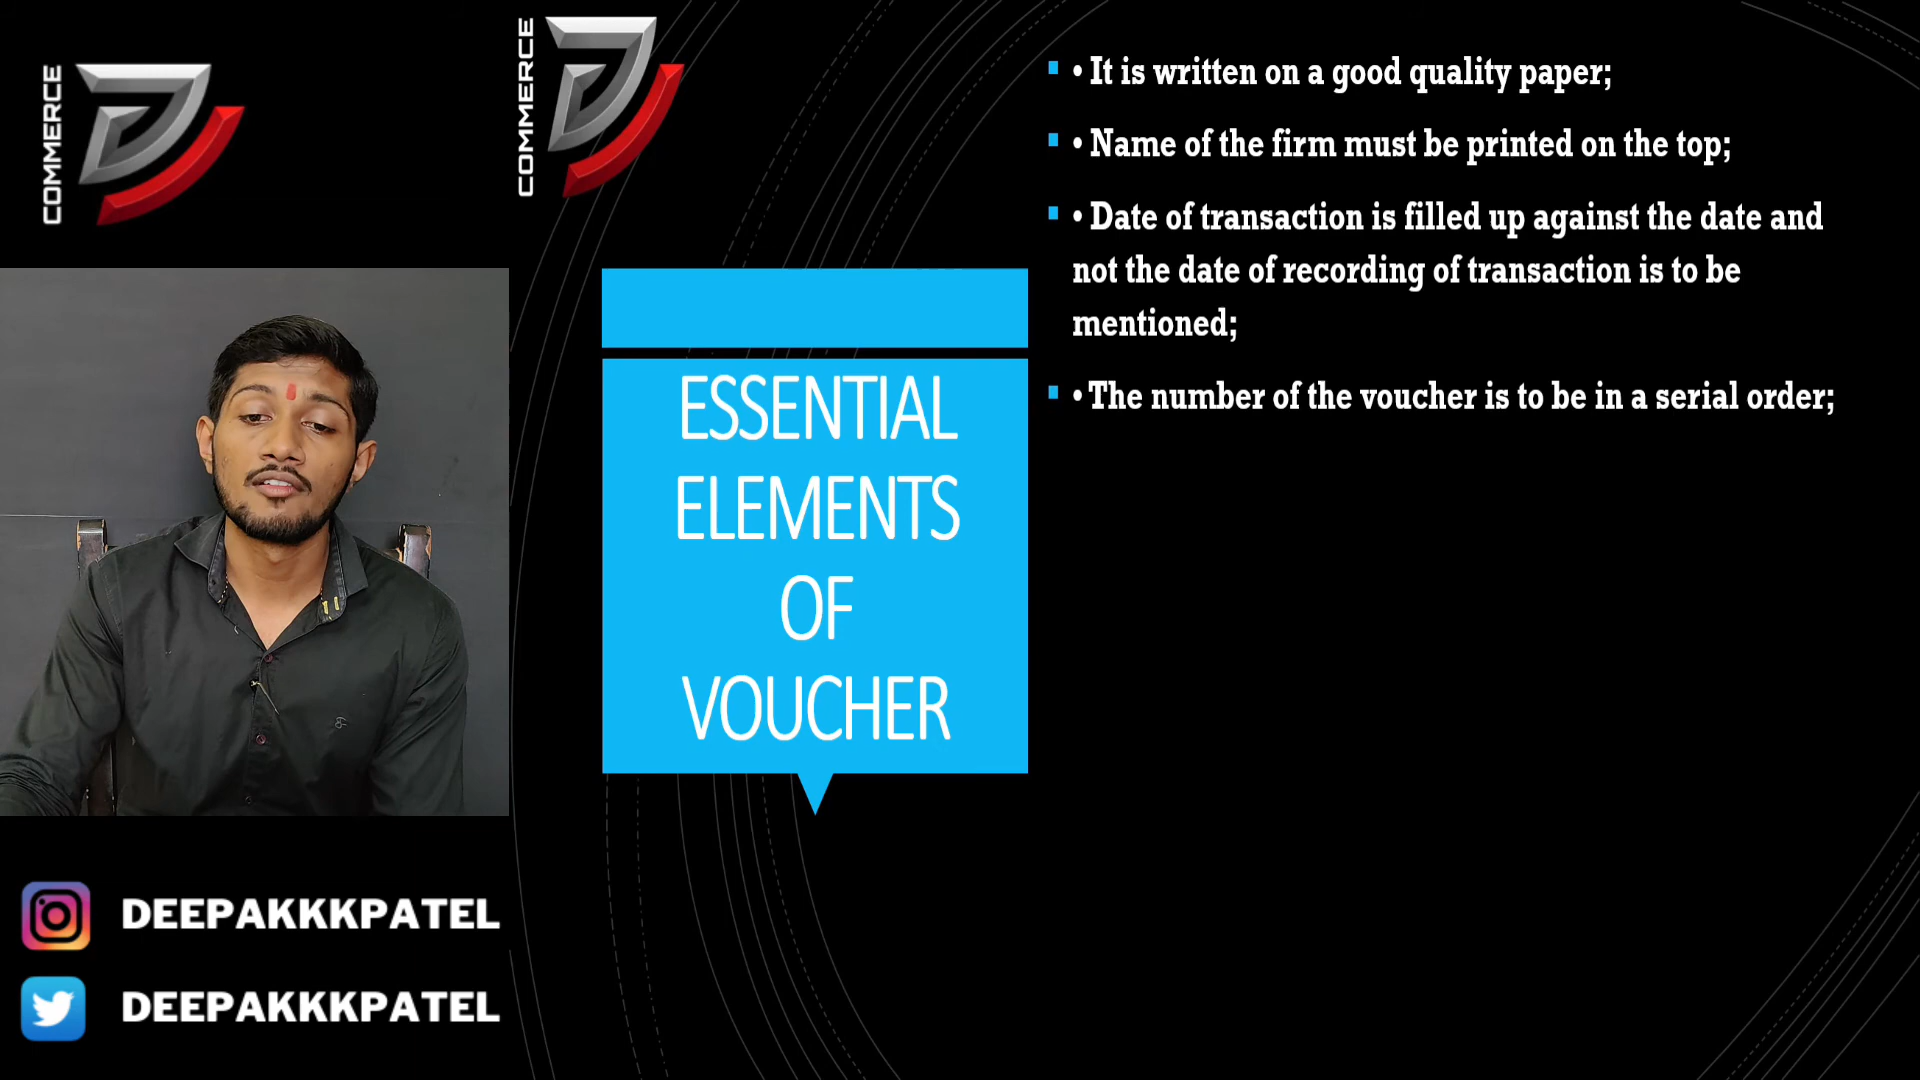 COMMERCE
COMMERCE
• It is written on a good quality paper;
• Name of the firm must be printed on the top;
• Date of transaction is filled up against the date and
not the date of recording of transaction is to be
mentioned;
• The number of the voucher is to be in a serial order;
ESSENTIAL
ELEMENTS
OF
VOUCHER
DEEPAKKKPATEL
DEEPAKKKPATEL